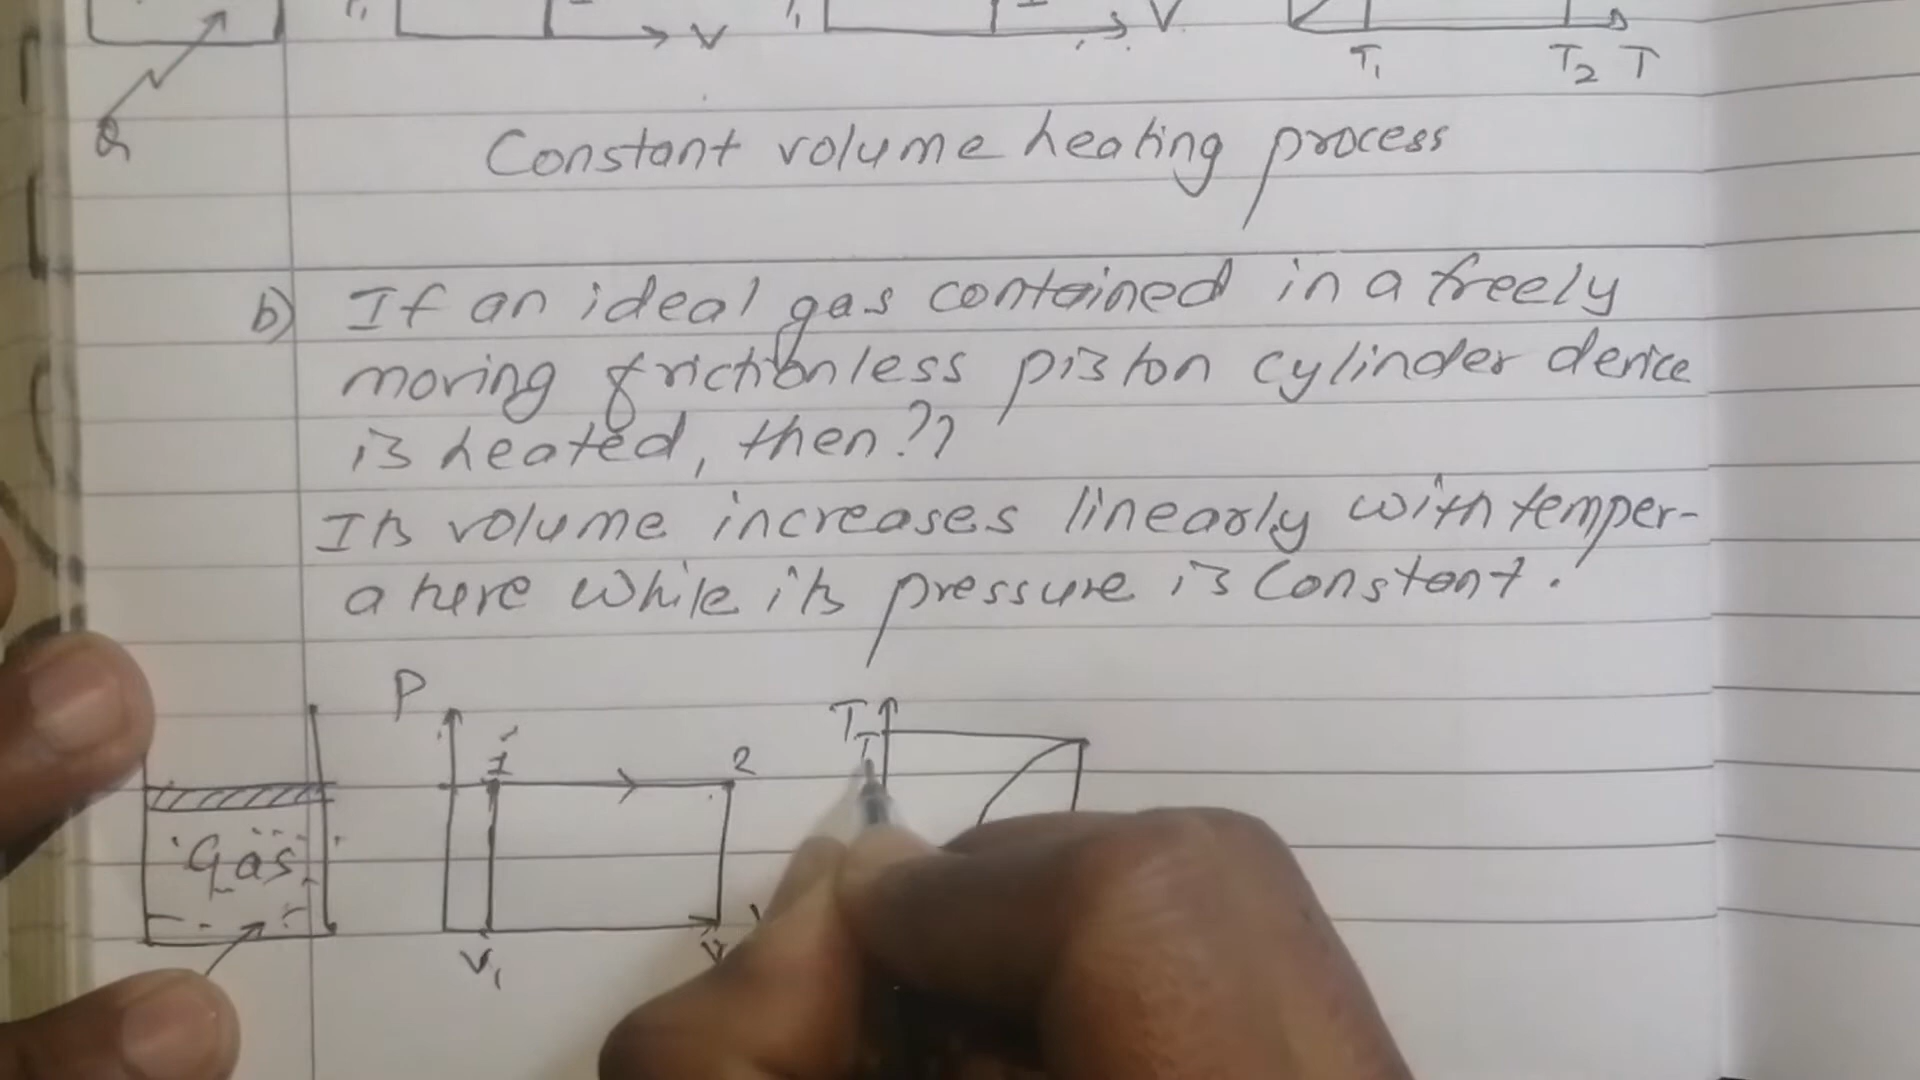 V V
T₁ T₂ T
Q
Constant volume heating process
b) If an ideal gas contained in a freely
moving frictionless piston cylinder device
is heated, then??
Its volume increases linearly with temper-
ature while its pressure is constant.
P T
1 2
Gas
V₁